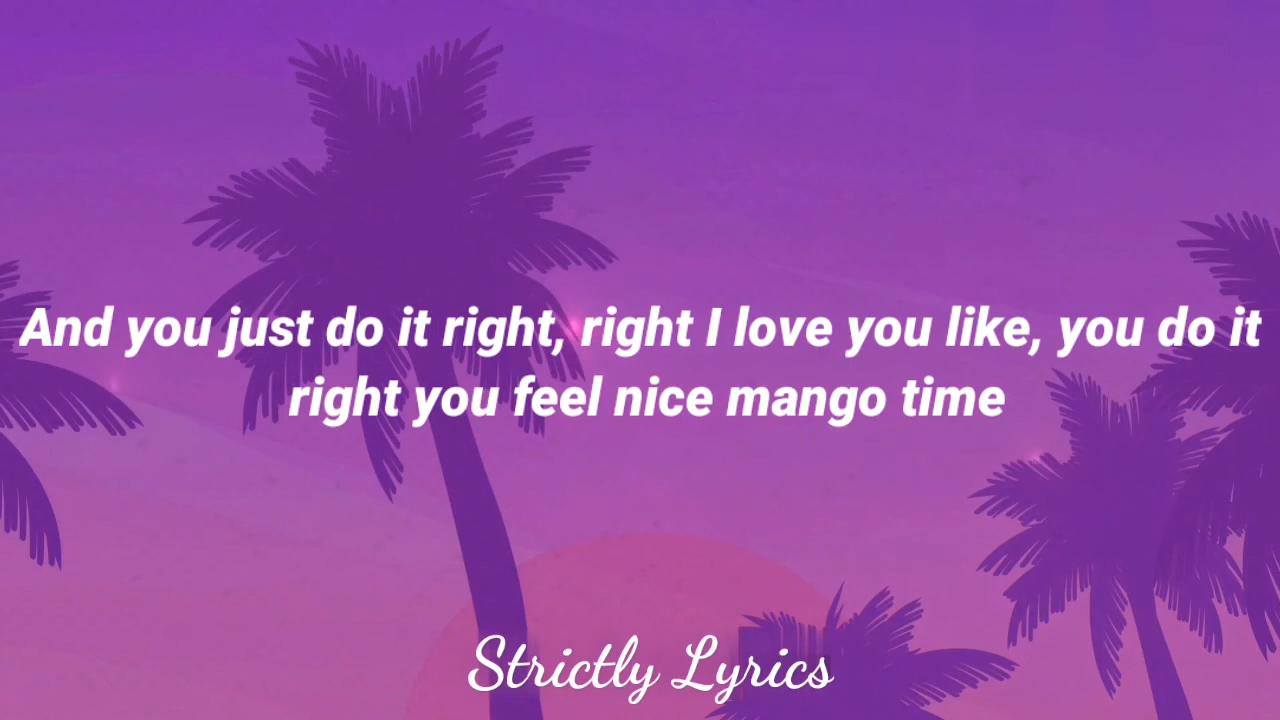 And you just do it right, right I love you like, you do it
right you feel nice mango time
Strictly Lyrics